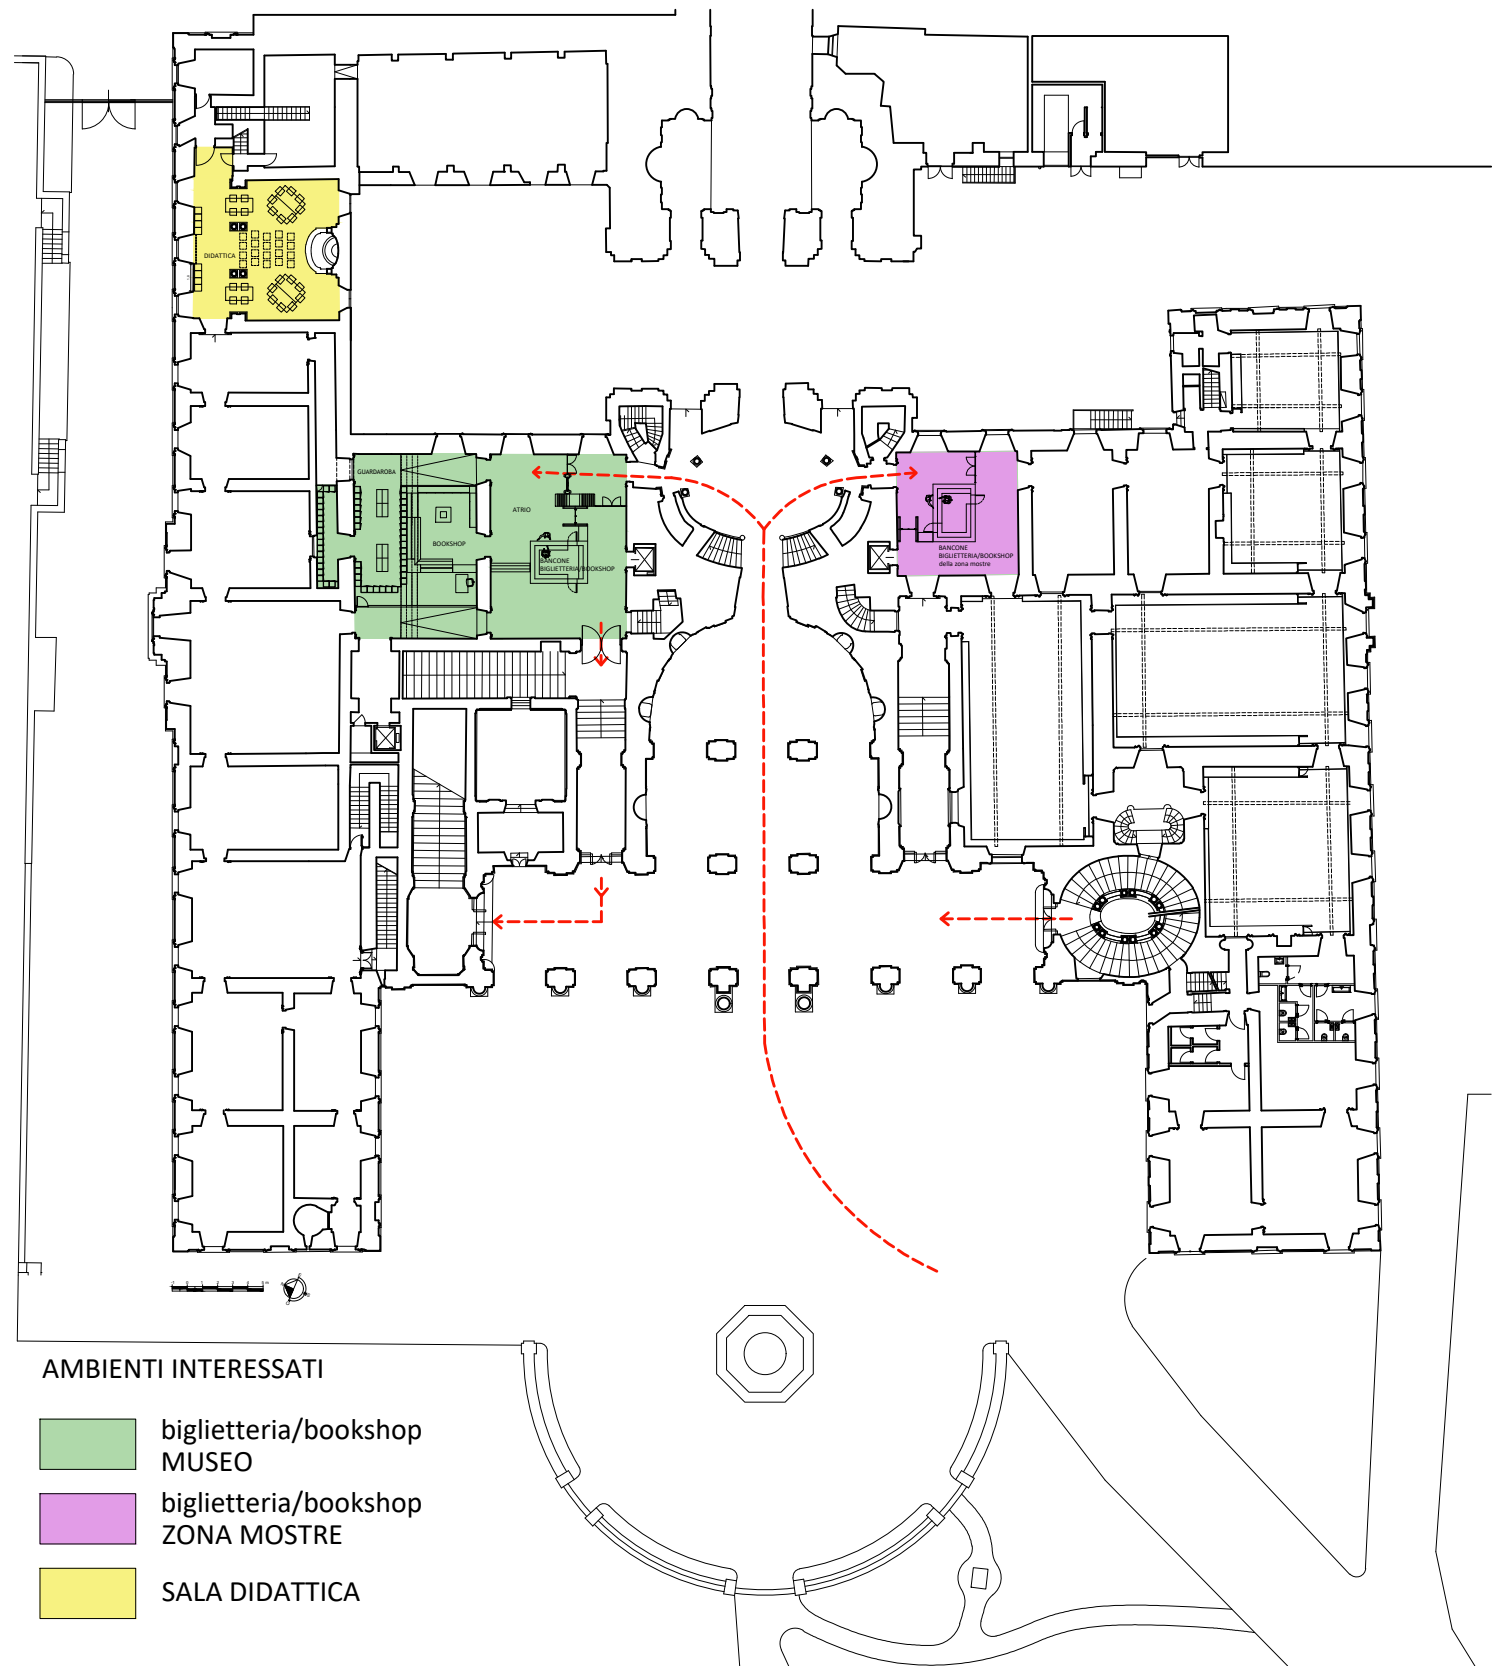 DIDATTICA
GUARDAROBA
ATRIO
BOOKSHOP
BANCONE
BIGLIETTERIA/BOOKSHOP
BANCONE
BIGLIETTERIA/BOOKSHOP
della zona mostre
AMBIENTI INTERESSATI
biglietteria/bookshop
MUSEO
biglietteria/bookshop
ZONA MOSTRE
SALA DIDATTICA